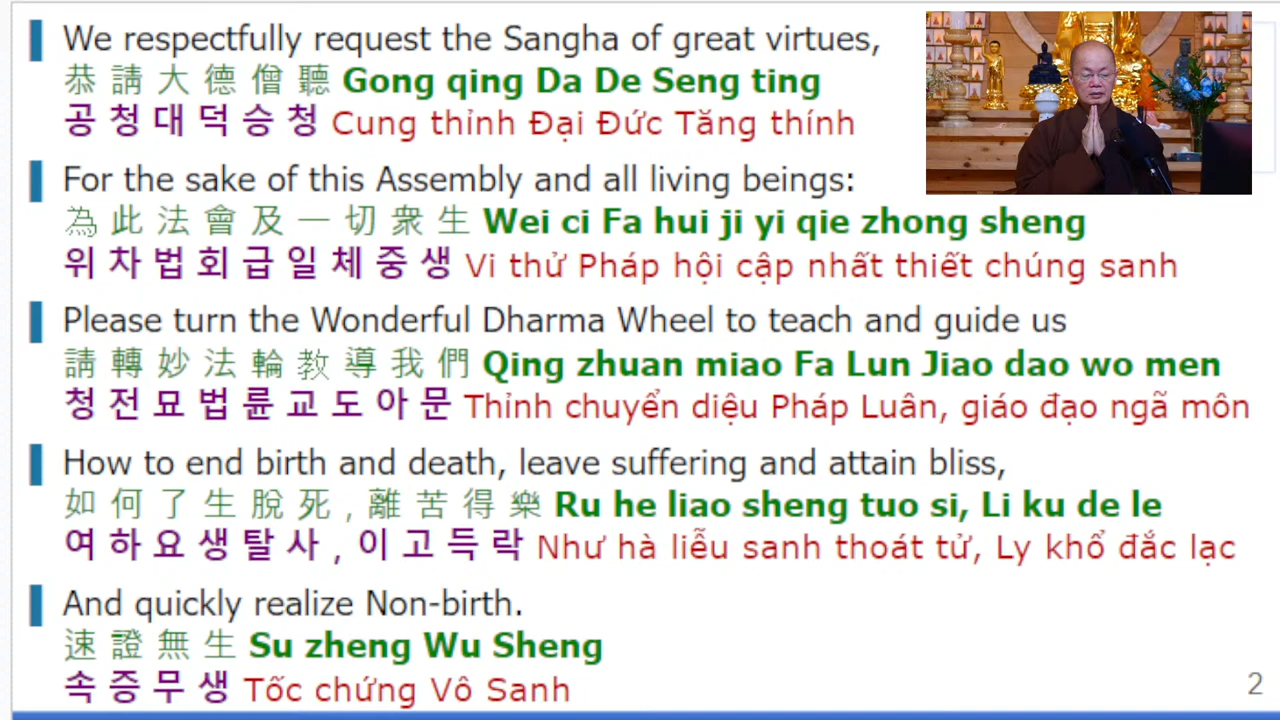 We respectfully request the Sangha of great virtues,
恭 請 大 德 僧 聽 Gong qing Da De Seng ting
공 청 대 덕 승 청 Cung thỉnh Đại Đức Tăng thính
For the sake of this Assembly and all living beings:
為 此 法 會 及 一 切 衆 生 Wei ci Fa hui ji yi qie zhong sheng
위 차 법 회 급 일 체 중 생 Vi thử Pháp hội cập nhất thiết chúng sanh
Please turn the Wonderful Dharma Wheel to teach and guide us
請 轉 妙 法 輪 教 導 我 們 Qing zhuan miao Fa Lun Jiao dao wo men
청 전 묘 법 륜 교 도 아 문 Thỉnh chuyển diệu Pháp Luân, giáo đạo ngã môn
How to end birth and death, leave suffering and attain bliss,
如 何 了 生 脫 死 , 離 苦 得 樂 Ru he liao sheng tuo si, Li ku de le
여 하 요 생 탈 사 , 이 고 득 락 Như hà liễu sanh thoát tử, Ly khổ đắc lạc
And quickly realize Non-birth.
速 證 無 生 Su zheng Wu Sheng
속 증 무 생 Tốc chứng Vô Sanh
2